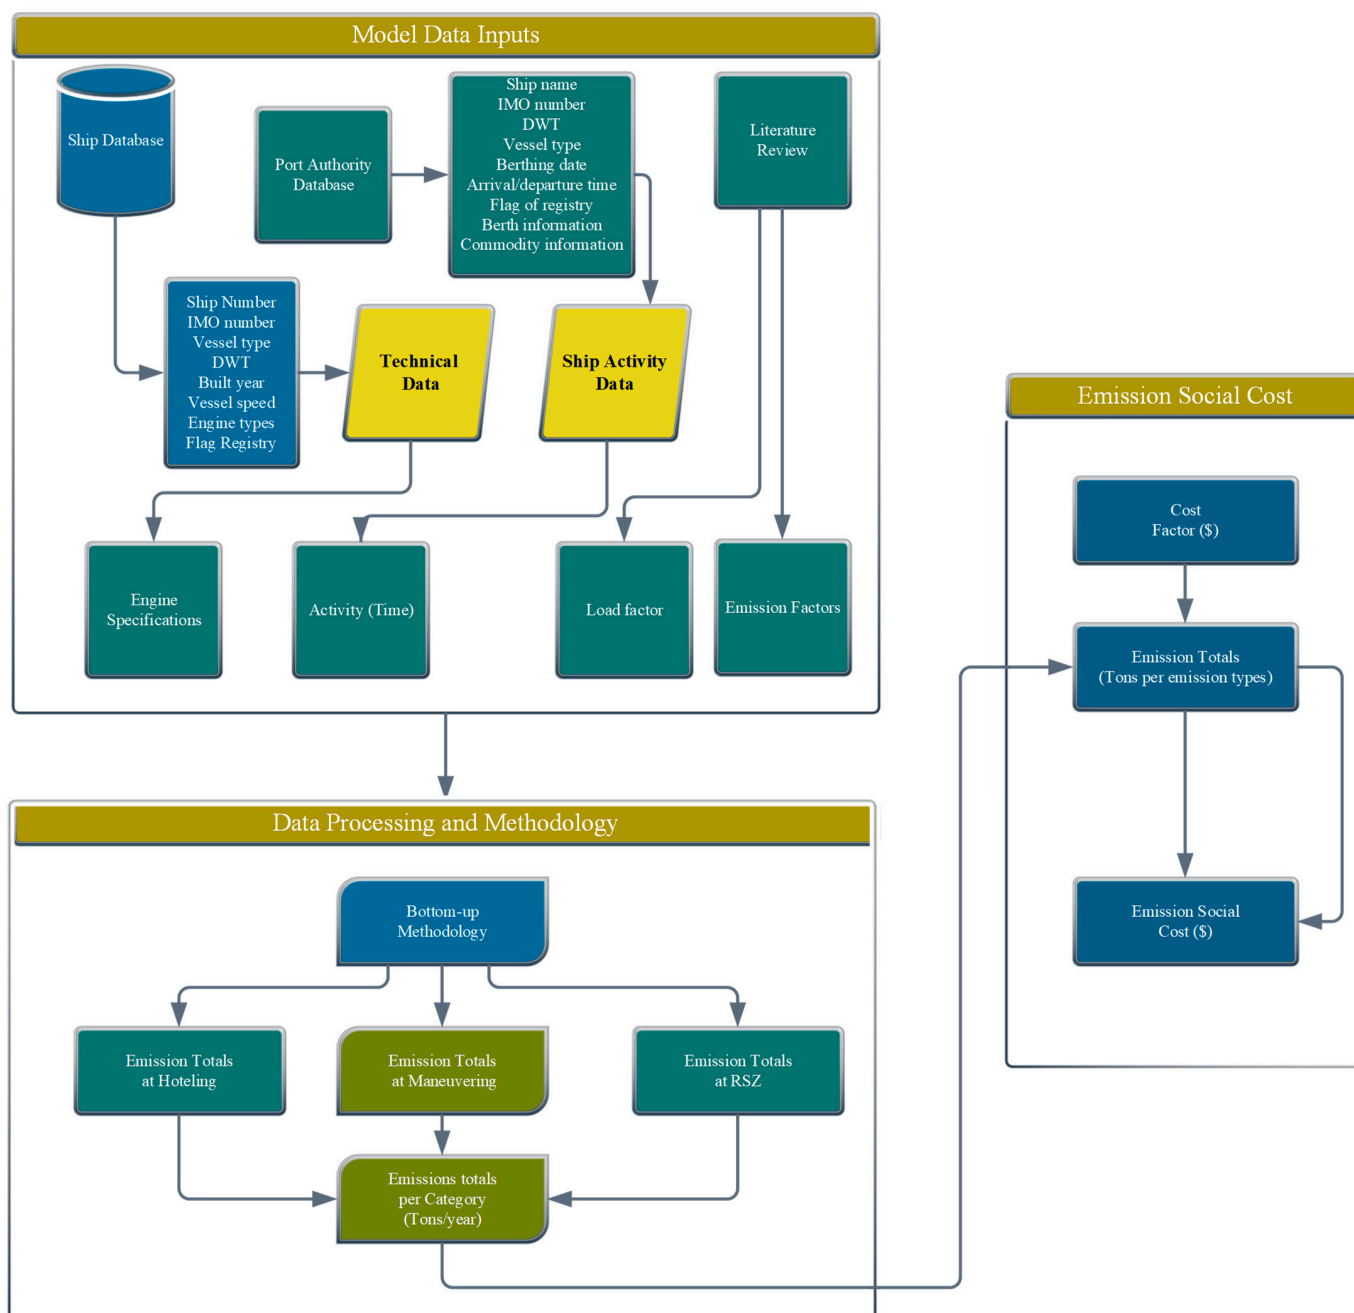 Model Data Inputs
Ship Database
Port Authority
Database
Ship name
IMO number
DWT
Vessel type
Berthing date
Arrival/departure time
Flag of registry
Berth information
Commodity information
Literature
Review
Ship Number
IMO number
Vessel type
DWT
Built year
Vessel speed
Engine types
Flag Registry
Technical
Data
Ship Activity
Data
Engine
Specifications
Activity (Time)
Load factor
Emission Factors
Emission Social Cost
Cost
Factor ($)
Emission Totals
(Tons per emission types)
Emission Social
Cost ($)
Data Processing and Methodology
Bottom-up
Methodology
Emission Totals
at Hoteling
Emission Totals
at Maneuvering
Emission Totals
at RSZ
Emissions totals
per Category
(Tons/year)